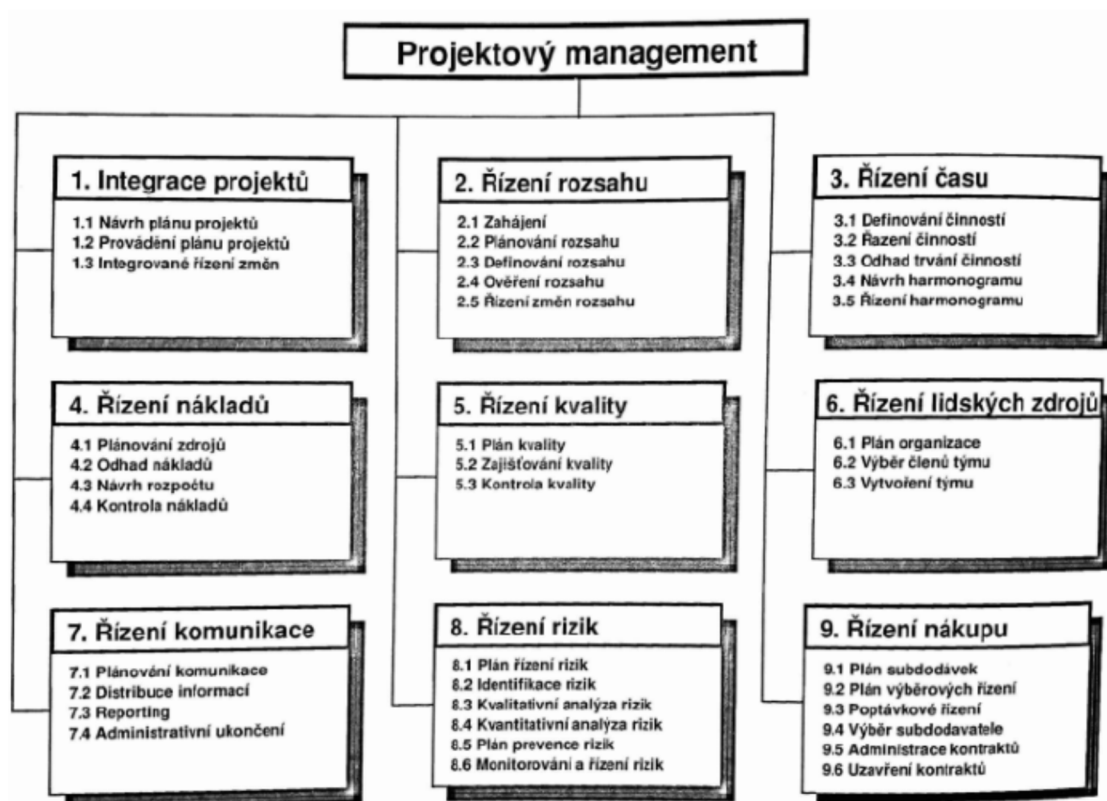 Projektový management
1. Integrace projektů
1.1 Návrh plánu projektů
1.2 Provádění plánu projektů
1.3 Integrované řízení změn
2. Řízení rozsahu
2.1 Zahájení
2.2 Plánování rozsahu
2.3 Definování rozsahu
2.4 Ověření rozsahu
2.5 Řízení změn rozsahu
3. Řízení času
3.1 Definování činností
3.2 Řazení činností
3.3 Odhad trvání činností
3.4 Návrh harmonogramu
3.5 Řízení harmonogramu
4. Řízení nákladů
4.1 Plánování zdrojů
4.2 Odhad nákladů
4.3 Návrh rozpočtu
4.4 Kontrola nákladů
5. Řízení kvality
5.1 Plán kvality
5.2 Zajišťování kvality
5.3 Kontrola kvality
6. Řízení lidských zdrojů
6.1 Plán organizace
6.2 Výběr členů týmu
6.3 Vytvoření týmu
7. Řízení komunikace
7.1 Plánování komunikace
7.2 Distribuce informací
7.3 Reporting
7.4 Administrativní ukončení
8. Řízení rizik
8.1 Plán řízení rizik
8.2 Identifikace rizik
8.3 Kvalitativní analýza rizik
8.4 Kvantitativní analýza rizik
8.5 Plán prevence rizik
8.6 Monitorování a řízení rizik
9. Řízení nákupu
9.1 Plán subdodávek
9.2 Plán výběrových řízení
9.3 Poptávkové řízení
9.4 Výběr subdodavatele
9.5 Administrace kontraktů
9.6 Uzavření kontraktů